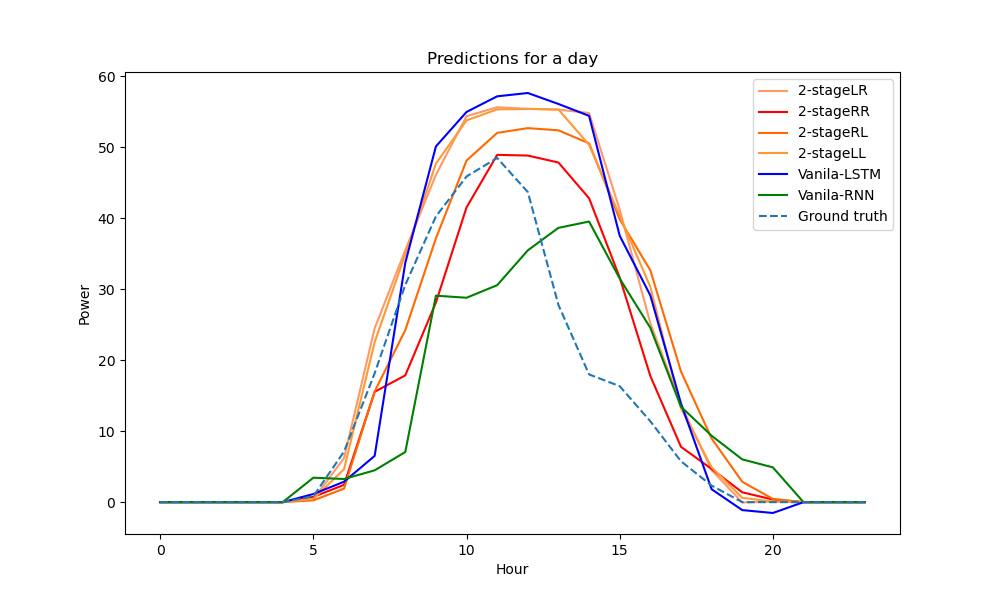 Predictions for a day
60
50
40
30
20
10
0
Power
0 5 10 15 20
Hour
2-stageLR
2-stageRR
2-stageRL
2-stageLL
Vanila-LSTM
Vanila-RNN
Ground truth